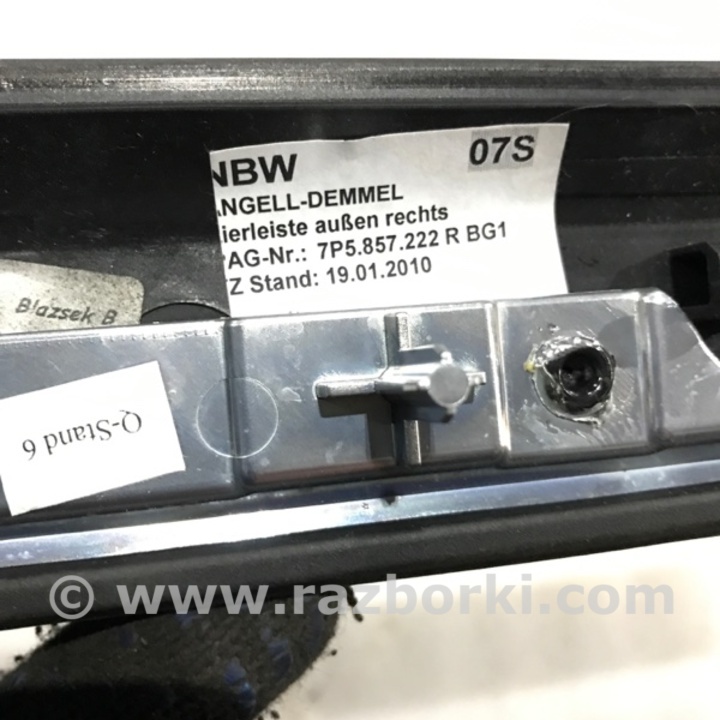 NBW 07S
ANGELL-DEMMEL
ierleiste außen rechts
AG-Nr.: 7P5.857.222 R BG1
Z Stand: 19.01.2010
Blazsek B
Q-Stand 6
© www.razborki.com